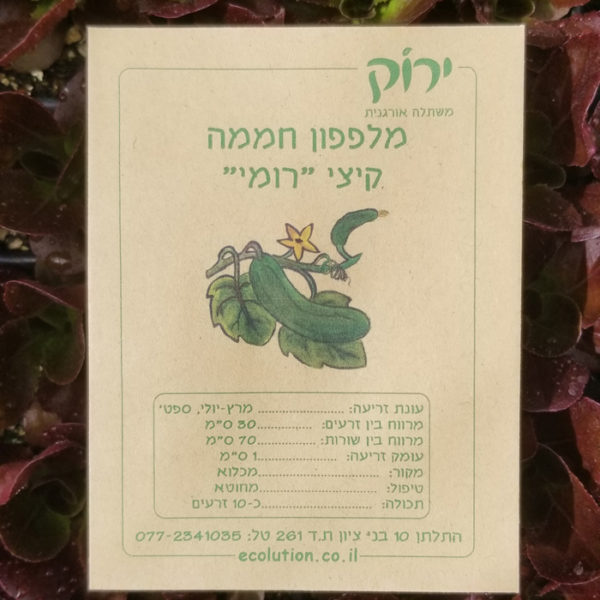 ירוק
משתלה אורגנית
מלפפון חממה
קיצי "רומי"
עונת זריעה: ..................... מרץ-יולי, ספט'
מרווח בין זרעים: ..............30 ס"מ
מרווח בין שורות: ..............70 ס"מ
עומק זריעה: ..........................1 ס"מ
מקור: ..............................מכלוא
טיפול: .............................מחוטא
תכולה: ...........................כ-10 זרעים
התלתן 10 בני ציון ת.ד 261 טל: 077-2341035
ecolution.co.il